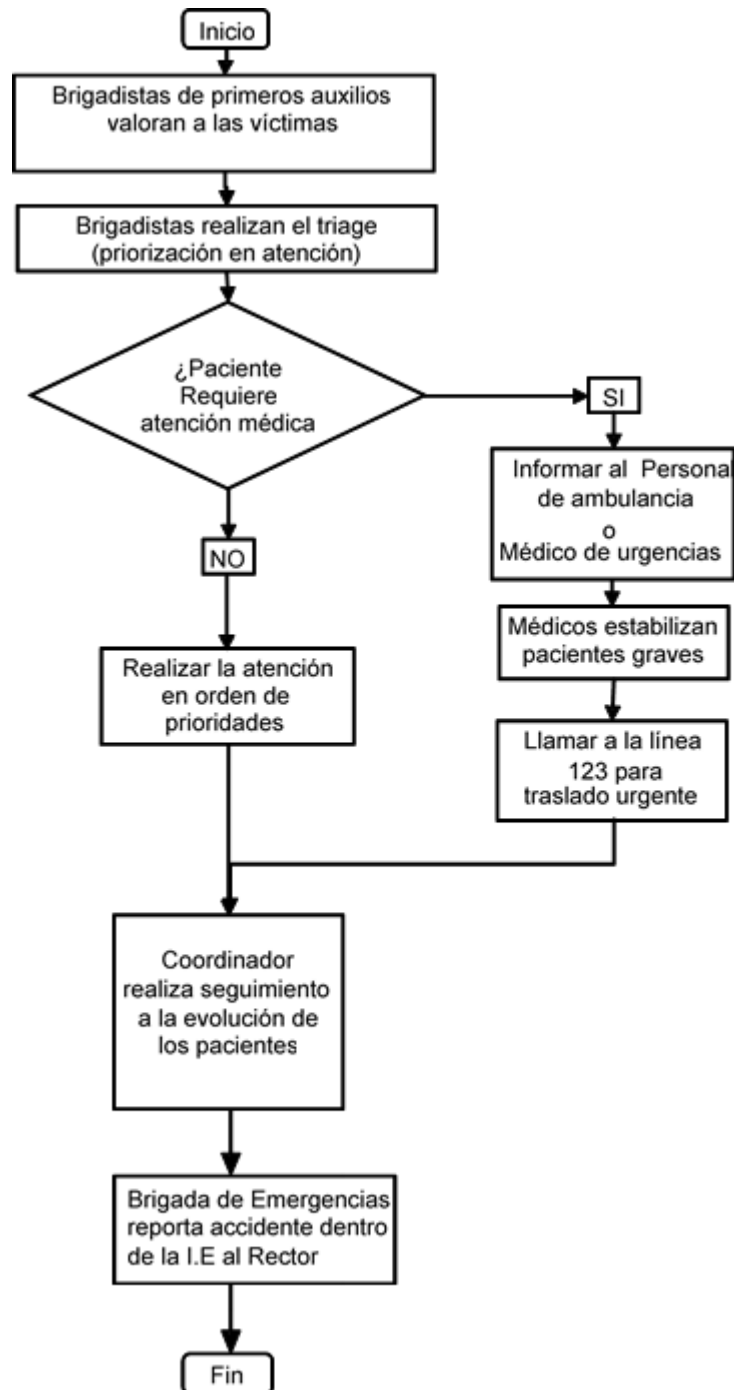 Inicio
Brigadistas de primeros auxilios
valoran a las víctimas
Brigadistas realizan el triage
(priorización en atención)
¿Paciente
Requiere
atención médica
SI
Informar al Personal
de ambulancia
o
Médico de urgencias
NO
Médicos estabilizan
pacientes graves
Realizar la atención
en orden de
prioridades
Llamar a la línea
123 para
traslado urgente
Coordinador
realiza seguimiento
a la evolución de
los pacientes
Brigada de Emergencias
reporta accidente dentro
de la I.E al Rector
Fin